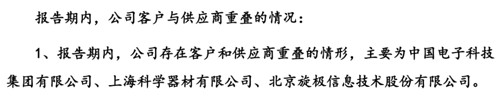 报告期内，公司客户与供应商重叠的情况：
1、报告期内，公司存在客户和供应商重叠的情形，主要为中国电子科技
集团有限公司、上海科学器材有限公司、北京旋极信息技术股份有限公司。